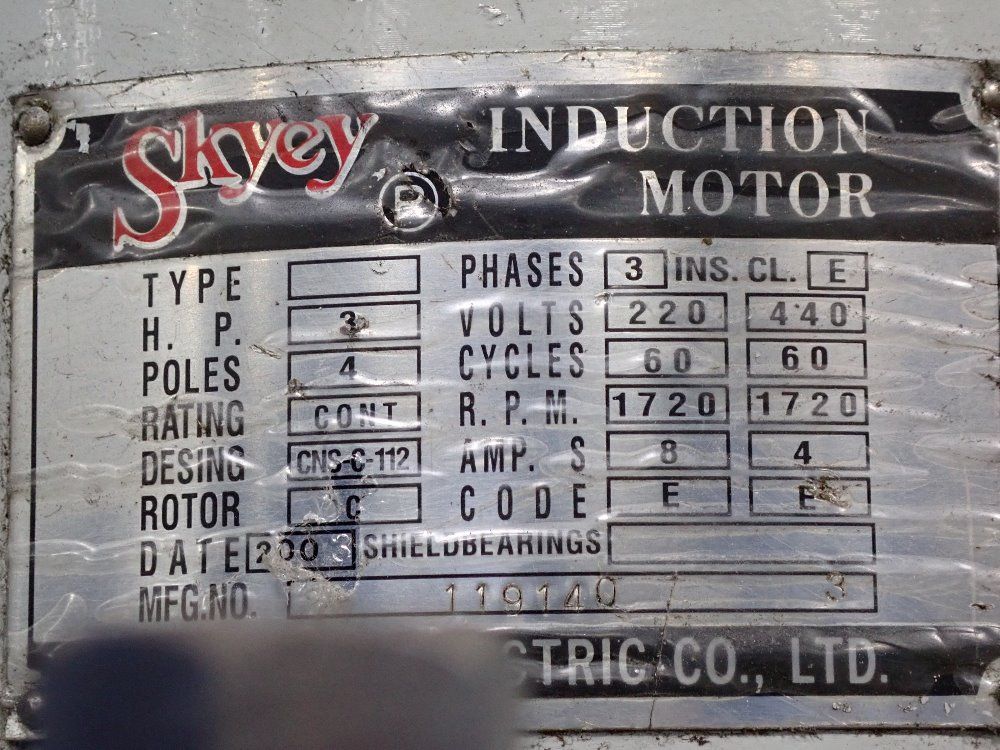 Skyey INDUCTION
P MOTOR
TYPE PHASES 3 INS. CL. E
H. P. 3 VOLTS 220 440
POLES 4 CYCLES 60 60
RATING CONT R. P. M. 1720 1720
DESING CNS-C-112 AMP. S 8 4
ROTOR C CODE E E
DATE 2003 SHIELDBEARINGS
MFG.NO. 119140 3
CO., LTD.